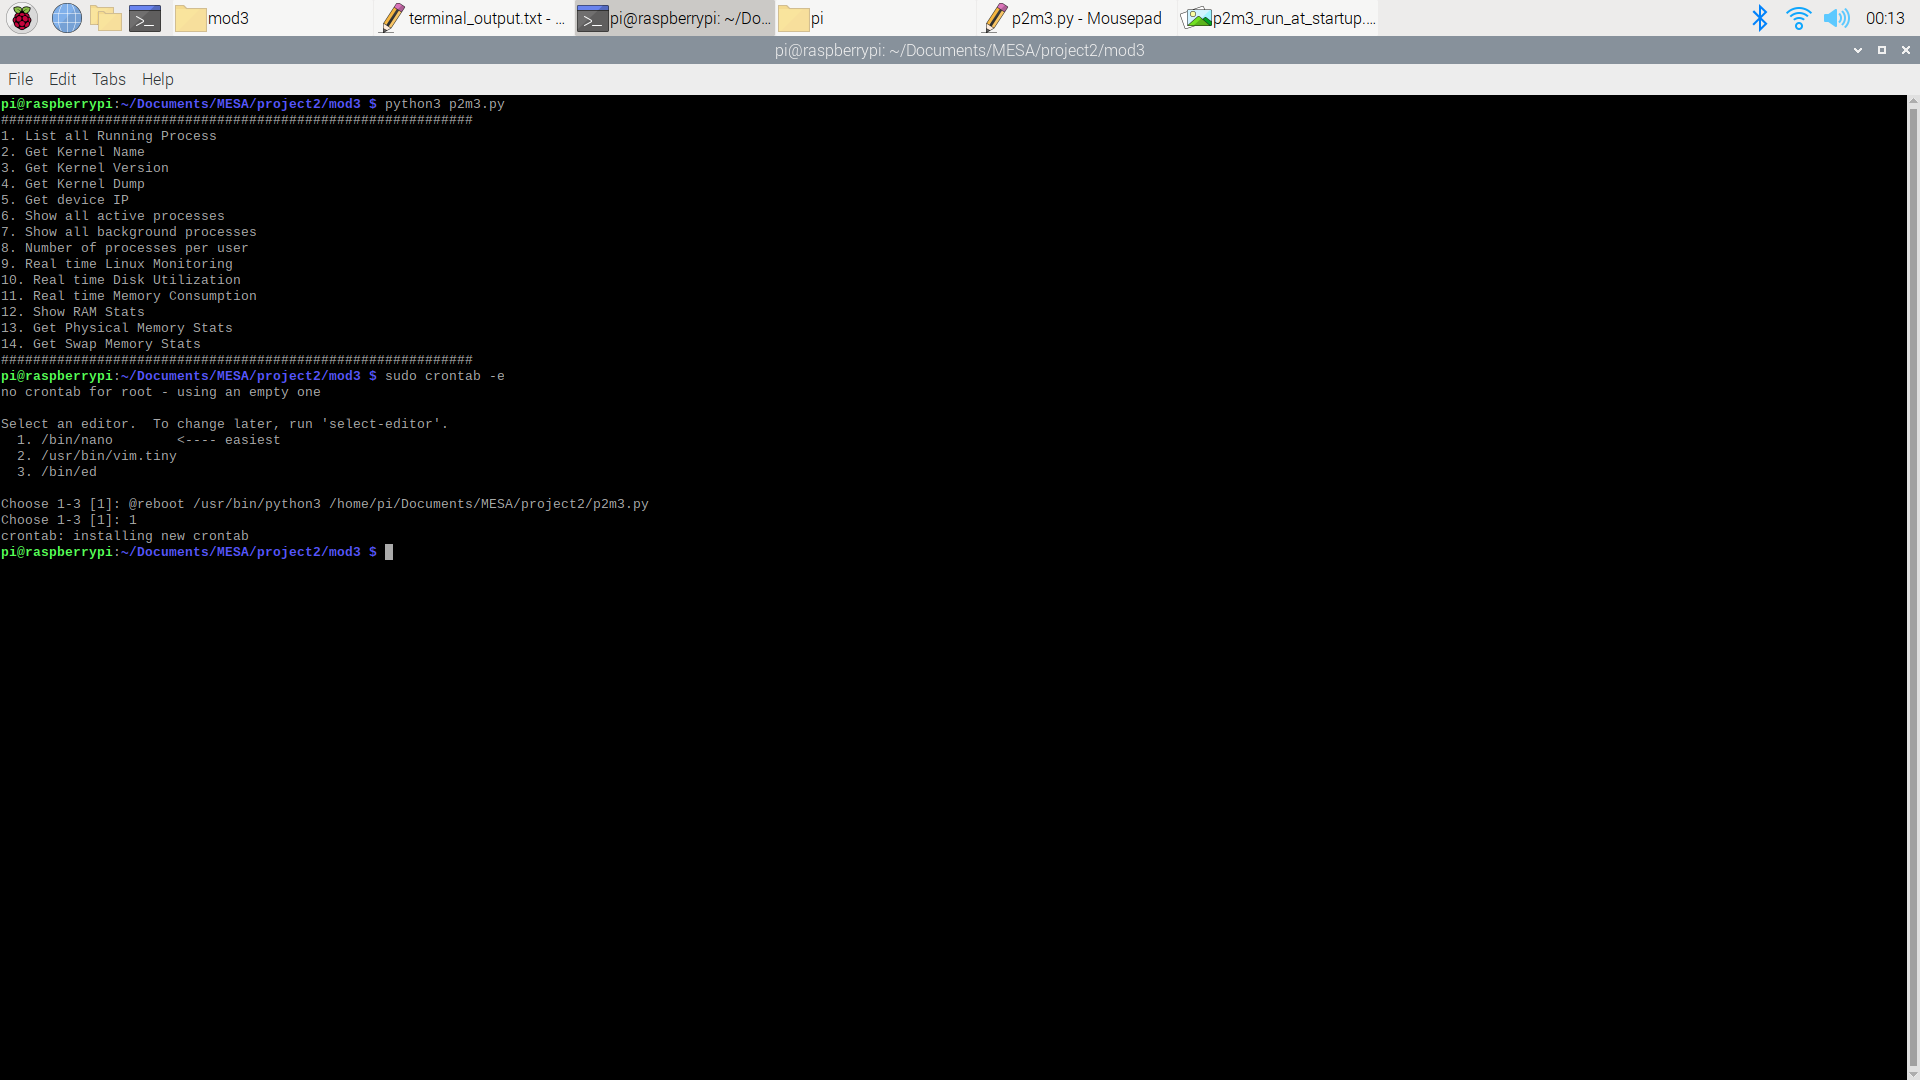 mod3
terminal_output.txt - ...
pi@raspberrypi: ~/Do...
pi
p2m3.py - Mousepad
p2m3_run_at_startup....
00:13
pi@raspberrypi: ~/Documents/MESA/project2/mod3
File Edit Tabs Help
pi@raspberrypi:~/Documents/MESA/project2/mod3 $ python3 p2m3.py
###########################################################
1. List all Running Process
2. Get Kernel Name
3. Get Kernel Version
4. Get Kernel Dump
5. Get device IP
6. Show all active processes
7. Show all background processes
8. Number of processes per user
9. Real time Linux Monitoring
10. Real time Disk Utilization
11. Real time Memory Consumption
12. Show RAM Stats
13. Get Physical Memory Stats
14. Get Swap Memory Stats
###########################################################
pi@raspberrypi:~/Documents/MESA/project2/mod3 $ sudo crontab -e
no crontab for root - using an empty one
Select an editor.  To change later, run 'select-editor'.
  1. /bin/nano        <---- easiest
  2. /usr/bin/vim.tiny
  3. /bin/ed
Choose 1-3 [1]: @reboot /usr/bin/python3 /home/pi/Documents/MESA/project2/p2m3.py
Choose 1-3 [1]: 1
crontab: installing new crontab
pi@raspberrypi:~/Documents/MESA/project2/mod3 $